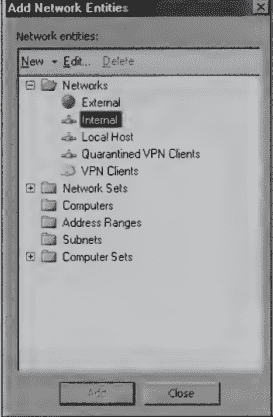 Add Network Entities
Network entities:
New Edit... Delete
Networks
External
Internal
Local Host
Quarantined VPN Clients
VPN Clients
Network Sets
Computers
Address Ranges
Subnets
Computer Sets
Add Close